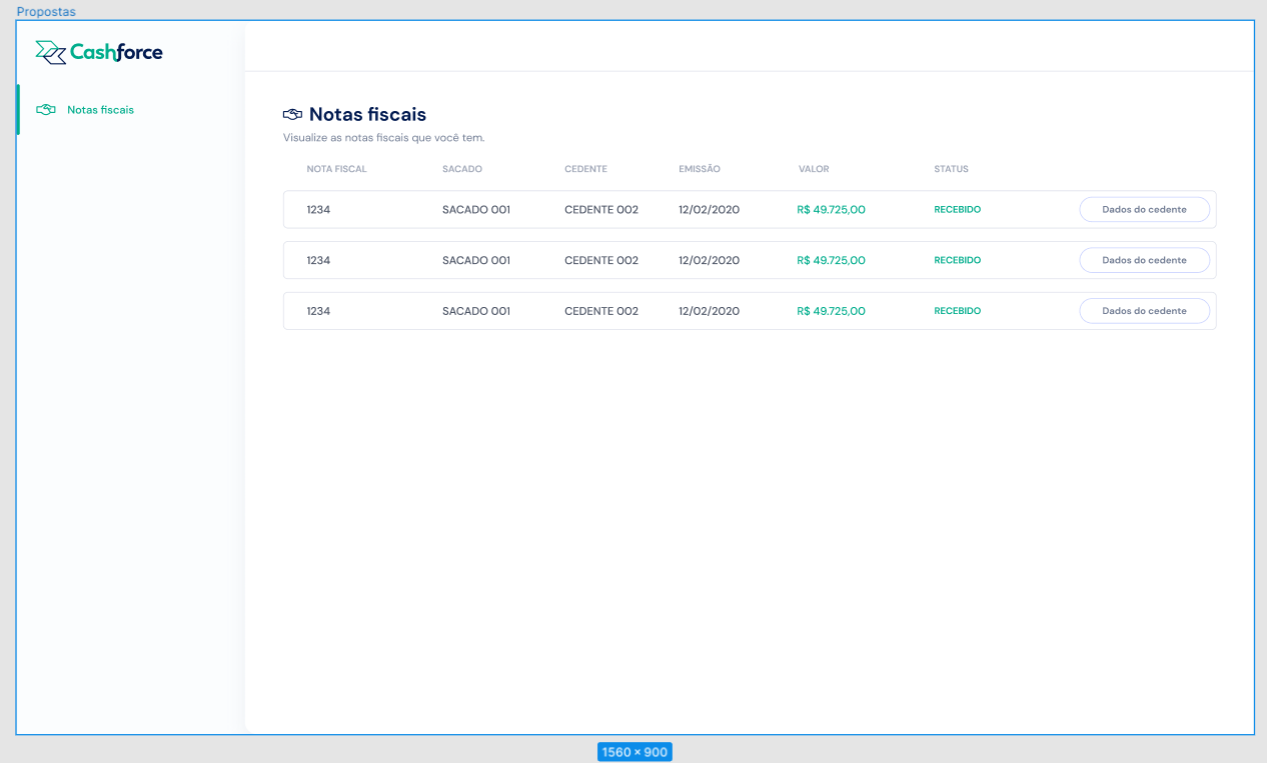 Propostas
Cashforce
Notas fiscais
Notas fiscais
Visualize as notas fiscais que você tem.
NOTA FISCAL SACADO CEDENTE EMISSÃO VALOR STATUS
1234 SACADO 001 CEDENTE 002 12/02/2020 R$ 49.725,00 RECEBIDO Dados do cedente
1234 SACADO 001 CEDENTE 002 12/02/2020 R$ 49.725,00 RECEBIDO Dados do cedente
1234 SACADO 001 CEDENTE 002 12/02/2020 R$ 49.725,00 RECEBIDO Dados do cedente
1560 × 900